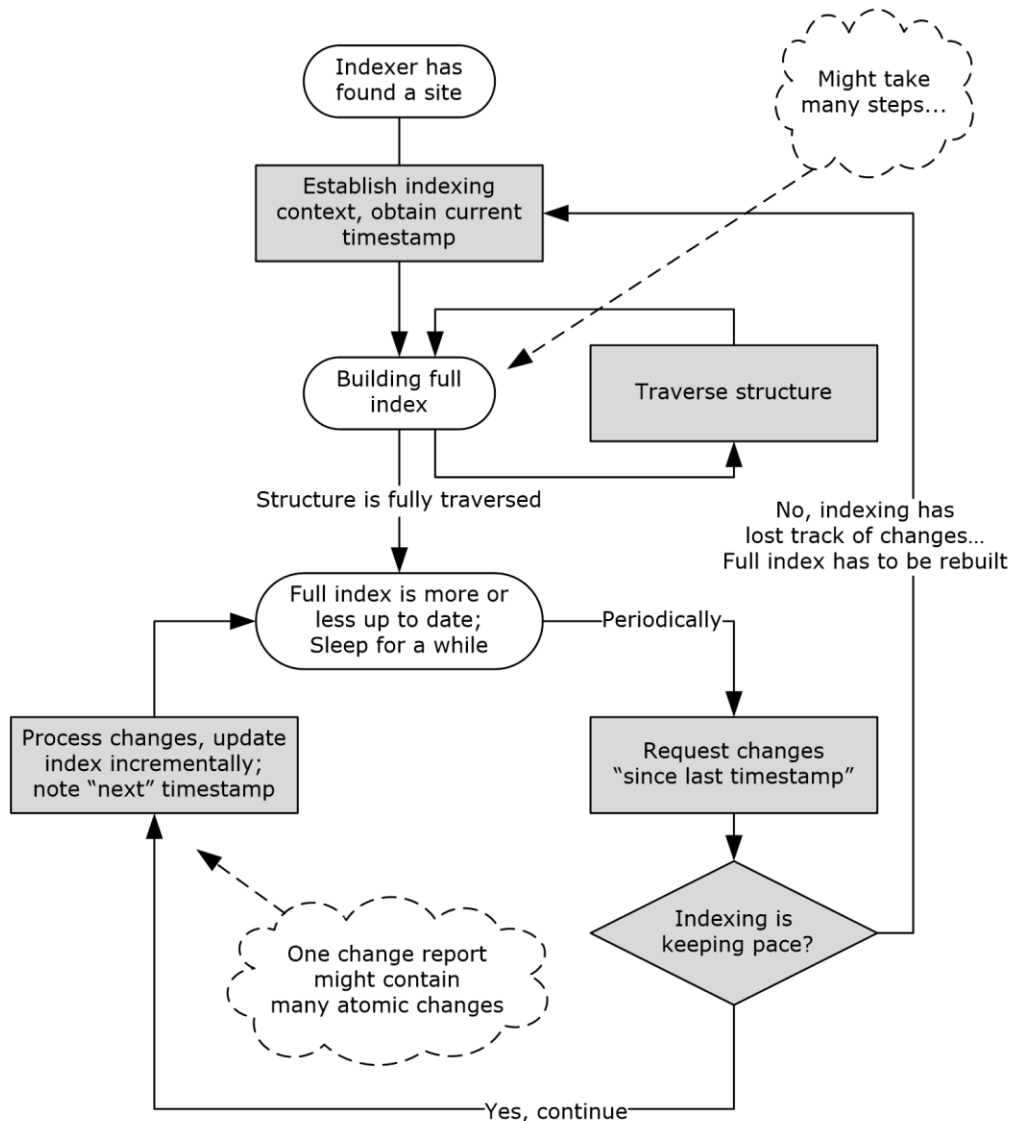 Indexer has
found a site
Might take
many steps...
Establish indexing
context, obtain current
timestamp
Building full
index
Traverse structure
Structure is fully traversed
No, indexing has
lost track of changes...
Full index has to be rebuilt
Full index is more or
less up to date;
Sleep for a while
Periodically
Process changes, update
index incrementally;
note “next” timestamp
Request changes
“since last timestamp”
Indexing is
keeping pace?
One change report
might contain
many atomic changes
Yes, continue